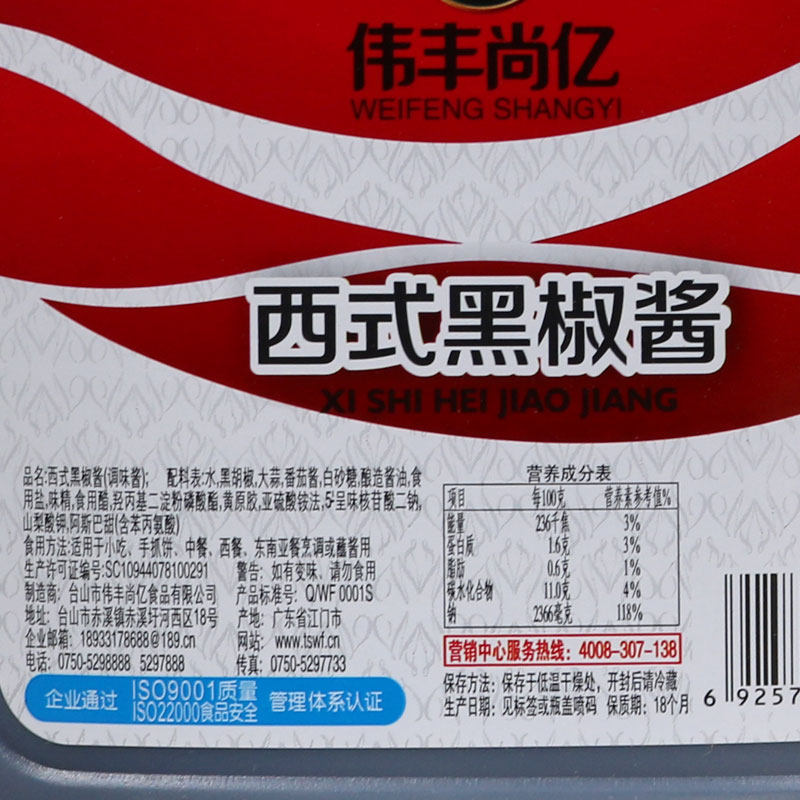 伟丰尚亿
WEIFENG SHANGYI
西式黑椒酱
XI SHI HEI JIAO JIANG
品名:西式黑椒酱(调味酱); 配料表:水,黑胡椒,大蒜,番茄酱,白砂糖,酿造酱油,食
用盐,味精,食用醋,羟丙基二淀粉磷酸酯,黄原胶,亚硫酸铵法,5'呈味核苷酸二钠,
山梨酸钾,阿斯巴甜(含苯丙氨酸)
食用方法:适用于小吃、手抓饼、中餐、西餐、东南亚餐烹调或蘸酱用
生产许可证编号:SC10944078100291 警告: 如有变味、请勿食用
制造商: 台山市伟尚亿食品有限公司 产品标准号: Q/WF 0001S
地址: 台山市赤溪镇赤溪圩河西区18号 产地: 广东省江门市
企业邮箱: 18933178688@189.cn 网站: www.tswf.cn
电话: 0750-5298888 5297888 传真: 0750-5297733
企业通过 ISO9001质量 管理体系认证
ISO22000食品安全
营养成分表
项目 每100克 营养素参考值%
能量 236千焦 3%
蛋白质 1.6克 3%
脂肪 0.6克 1%
碳水化合物 11.0克 4%
钠 2366毫克 118%
营销中心服务热线: 4008-307-138
保存方法: 保存于低温干燥处, 开封后请冷藏
生产日期: 见标签或瓶盖喷码 保质期: 18个月
6 9257